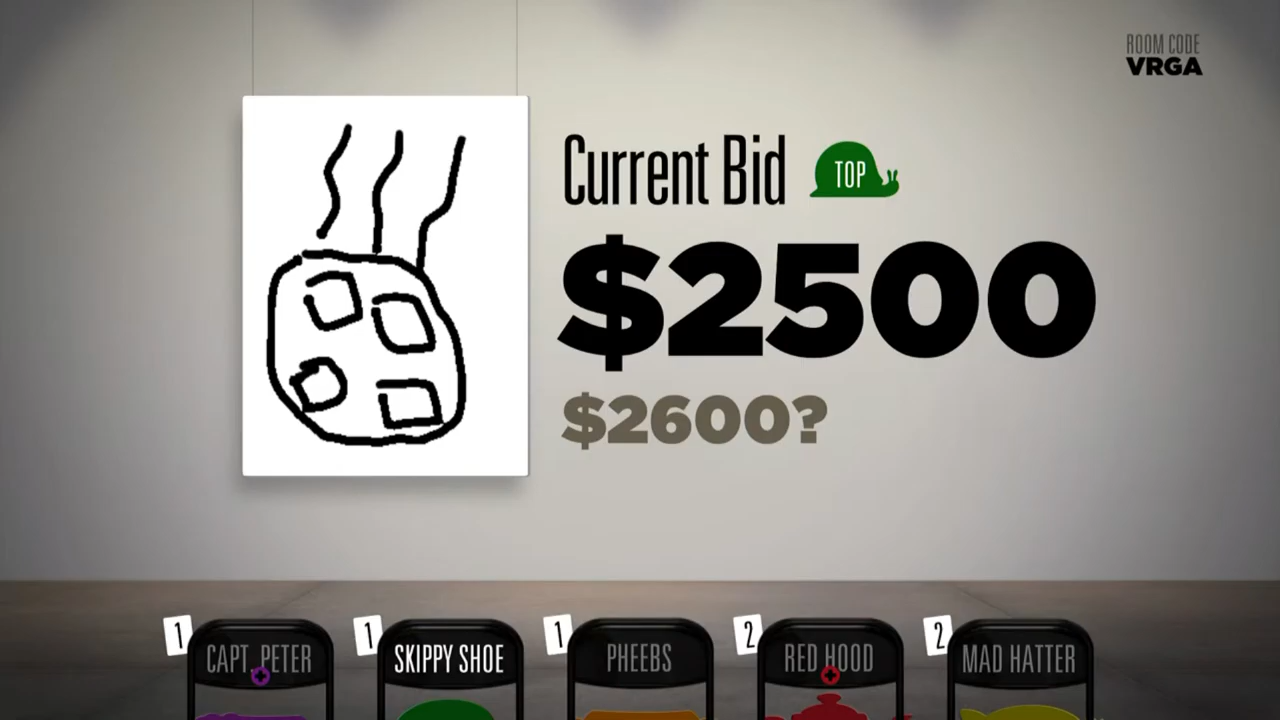 ROOM CODE
VRGA
Current Bid
TOP
$2500
$2600?
1 CAPT. PETER
1 SKIPPY SHOE
1 PHEEBS
2 RED HOOD
2 MAD HATTER